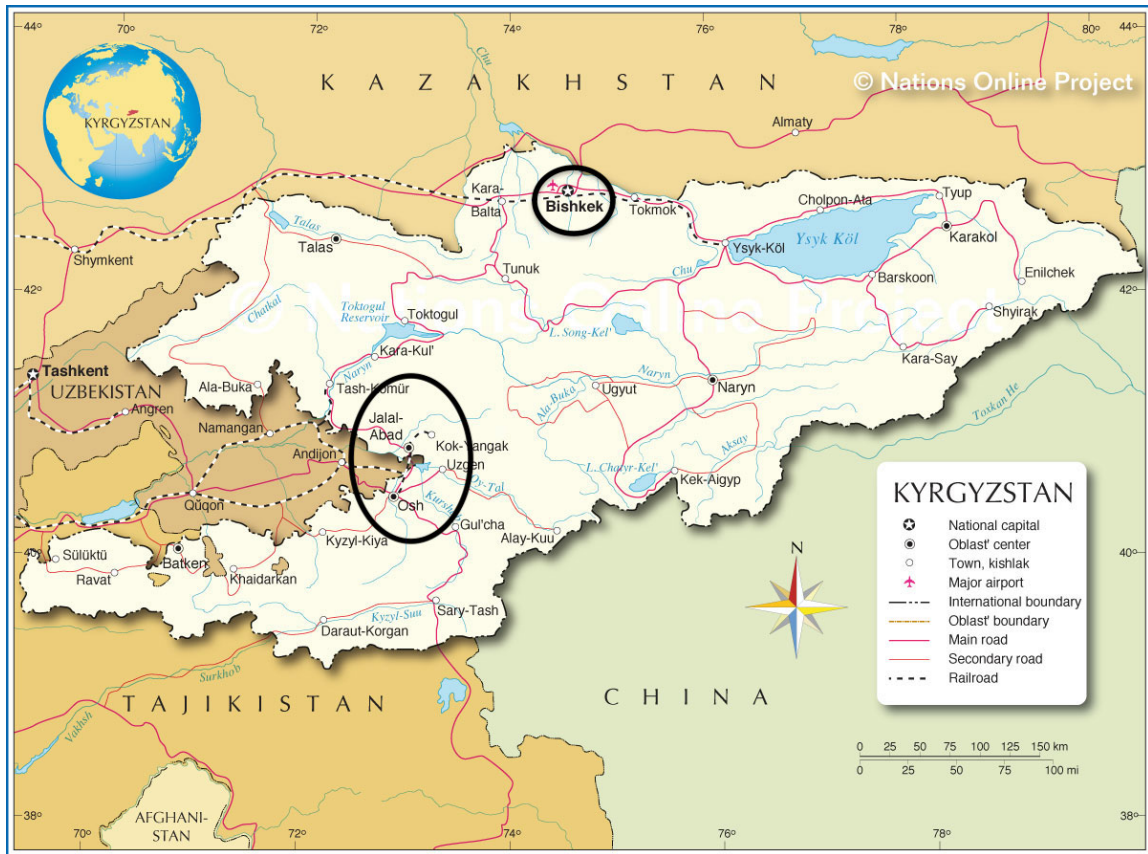 44°
70°
72°
74°
76°
78°
80°
44°
KAZAKHSTAN
© Nations Online Project
KYRGYZSTAN
Chu
Almaty
Kara-
Balta
Bishkek
Tokmok
Cholpon-Ata
Tyup
Talas
Talas
Ysyk Köl
Karakol
Shymkent
Ysyk-Köl
Tunuk
Chu
Barskoon
Enilchek
42°
42°
© Nations Online Project
Chatkal
Toktogul
Reservoir
Toktogul
L. Song-Kel'
Shyirak
Kara-Kul'
Kara-Say
Tashkent
UZBEKISTAN
Naryn
Tash-Kömür
Ala-Buka
Naryn
Ugyut
Naryn
Ala-Buka
Toxkan He
Angren
Namangan
Jalal-
Abad
Kok-Yangak
Aksay
Andijon
Uzgen
L. Chatyr-Kel'
Kek-Aigyp
Oy-Tal
Quqon
Osh
Kursh
Gul'cha
Alay-Kuu
Kyzyl-Kiya
40°
40°
Sülüktü
Batken
Ravat
Khaidarkan
Kyzyl-Suu
Sary-Tash
Daraut-Korgan
N
Surkhob
Vakhsh
TAJIKISTAN
CHINA
KYRGYZSTAN
National capital
Oblast' center
Town, kishlak
Major airport
International boundary
Oblast' boundary
Main road
Secondary road
Railroad
0 25 50 75 100 125 150 km
0 25 50 75 100 mi
AFGHANI-
STAN
38°
38°
70°
72°
74°
76°
78°